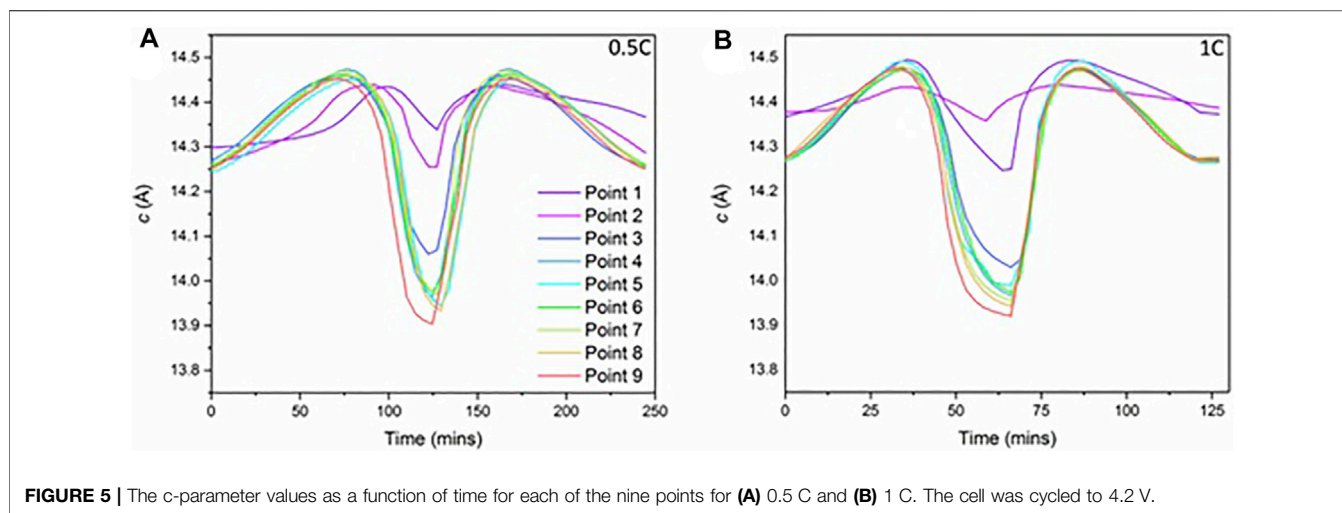 A
0.5C
14.5
14.4
14.3
14.2
14.1
14.0
13.9
13.8
c (Å)
Point 1
Point 2
Point 3
Point 4
Point 5
Point 6
Point 7
Point 8
Point 9
0 50 100 150 200 250
Time (mins)
B
1C
14.5
14.4
14.3
14.2
14.1
14.0
13.9
13.8
c (Å)
0 25 50 75 100 125
Time (mins)
FIGURE 5 | The c-parameter values as a function of time for each of the nine points for (A) 0.5 C and (B) 1 C. The cell was cycled to 4.2 V.